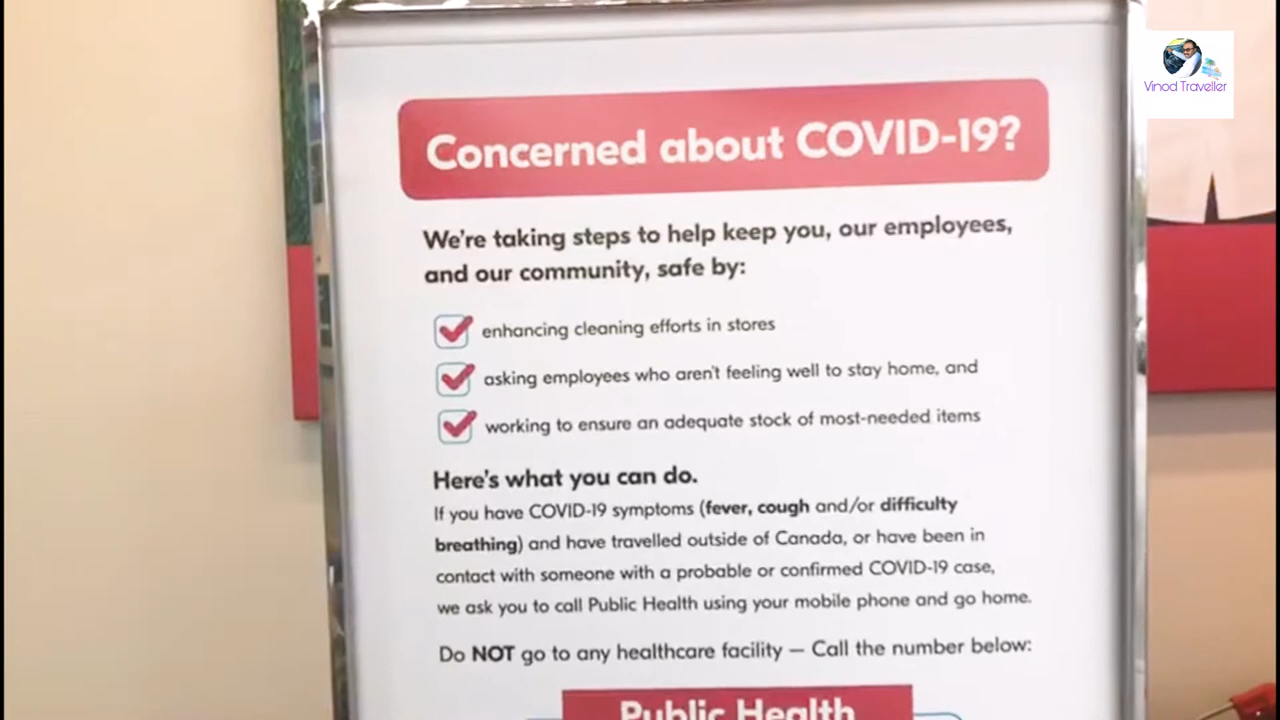 Vinod Traveller
Concerned about COVID-19?
We're taking steps to help keep you, our employees,
and our community, safe by:
enhancing cleaning efforts in stores
asking employees who aren't feeling well to stay home, and
working to ensure an adequate stock of most-needed items
Here's what you can do.
If you have COVID-19 symptoms (fever, cough and/or difficulty
breathing) and have travelled outside of Canada, or have been in
contact with someone with a probable or confirmed COVID-19 case,
we ask you to call Public Health using your mobile phone and go home.
Do NOT go to any healthcare facility — Call the number below:
Public Health